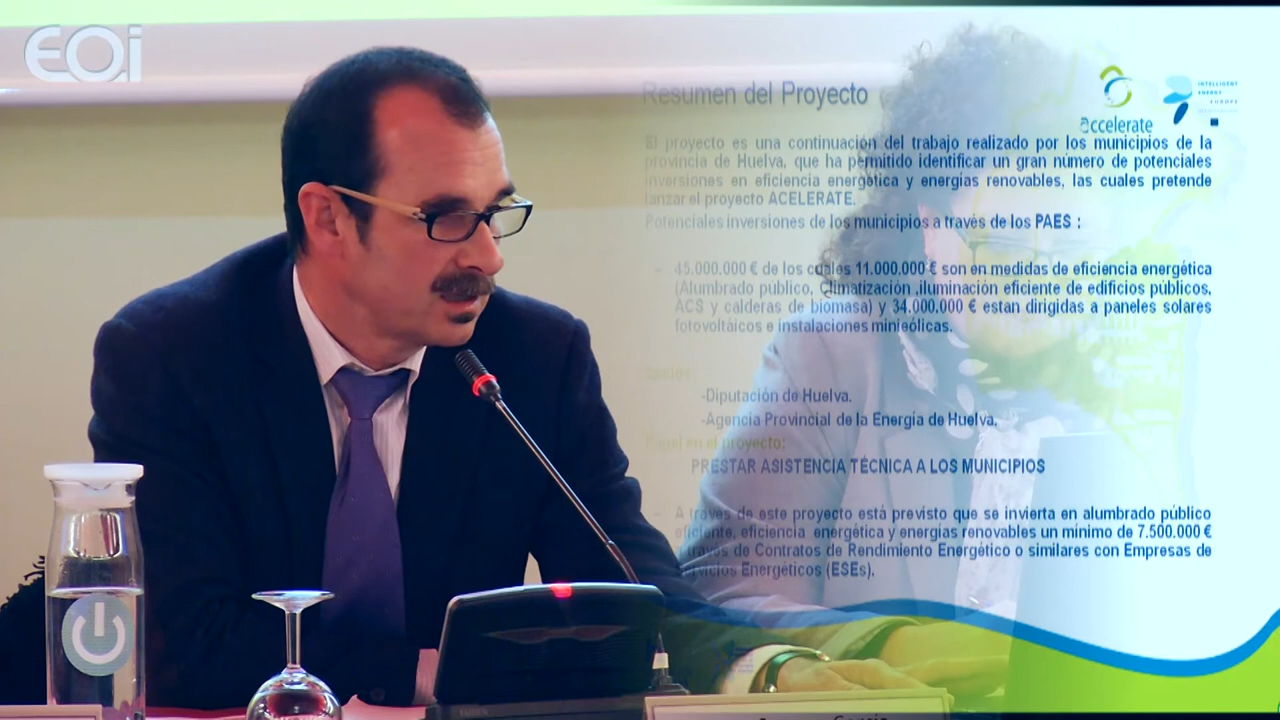 EOi
Resumen del Proyecto
accelerate
INTELLIGENT
ENERGY
EUROPE
El proyecto es una continuación del trabajo realizado por los municipios de la
provincia de Huelva, que ha permitido identificar un gran número de potenciales
inversiones en eficiencia energética y energías renovables, las cuales pretende
lanzar el proyecto ACELERATE.
Potenciales inversiones de los municipios a través de los PAES :
– 45.000.000 € de los cuales 11.000.000 € son en medidas de eficiencia energética
(Alumbrado público, Climatización ,iluminación eficiente de edificios públicos,
ACS y calderas de biomasa) y 34.000.000 € estan dirigidas a paneles solares
fotovoltáicos e instalaciones minieólicas.
Socios:
-Diputación de Huelva.
-Agencia Provincial de la Energía de Huelva.
Papel en el proyecto:
PRESTAR ASISTENCIA TÉCNICA A LOS MUNICIPIOS
– A través de este proyecto está previsto que se invierta en alumbrado público
eficiente, eficiencia energética y energías renovables un mínimo de 7.500.000 €
a través de Contratos de Rendimiento Energético o similares con Empresas de
Servicios Energéticos (ESEs).